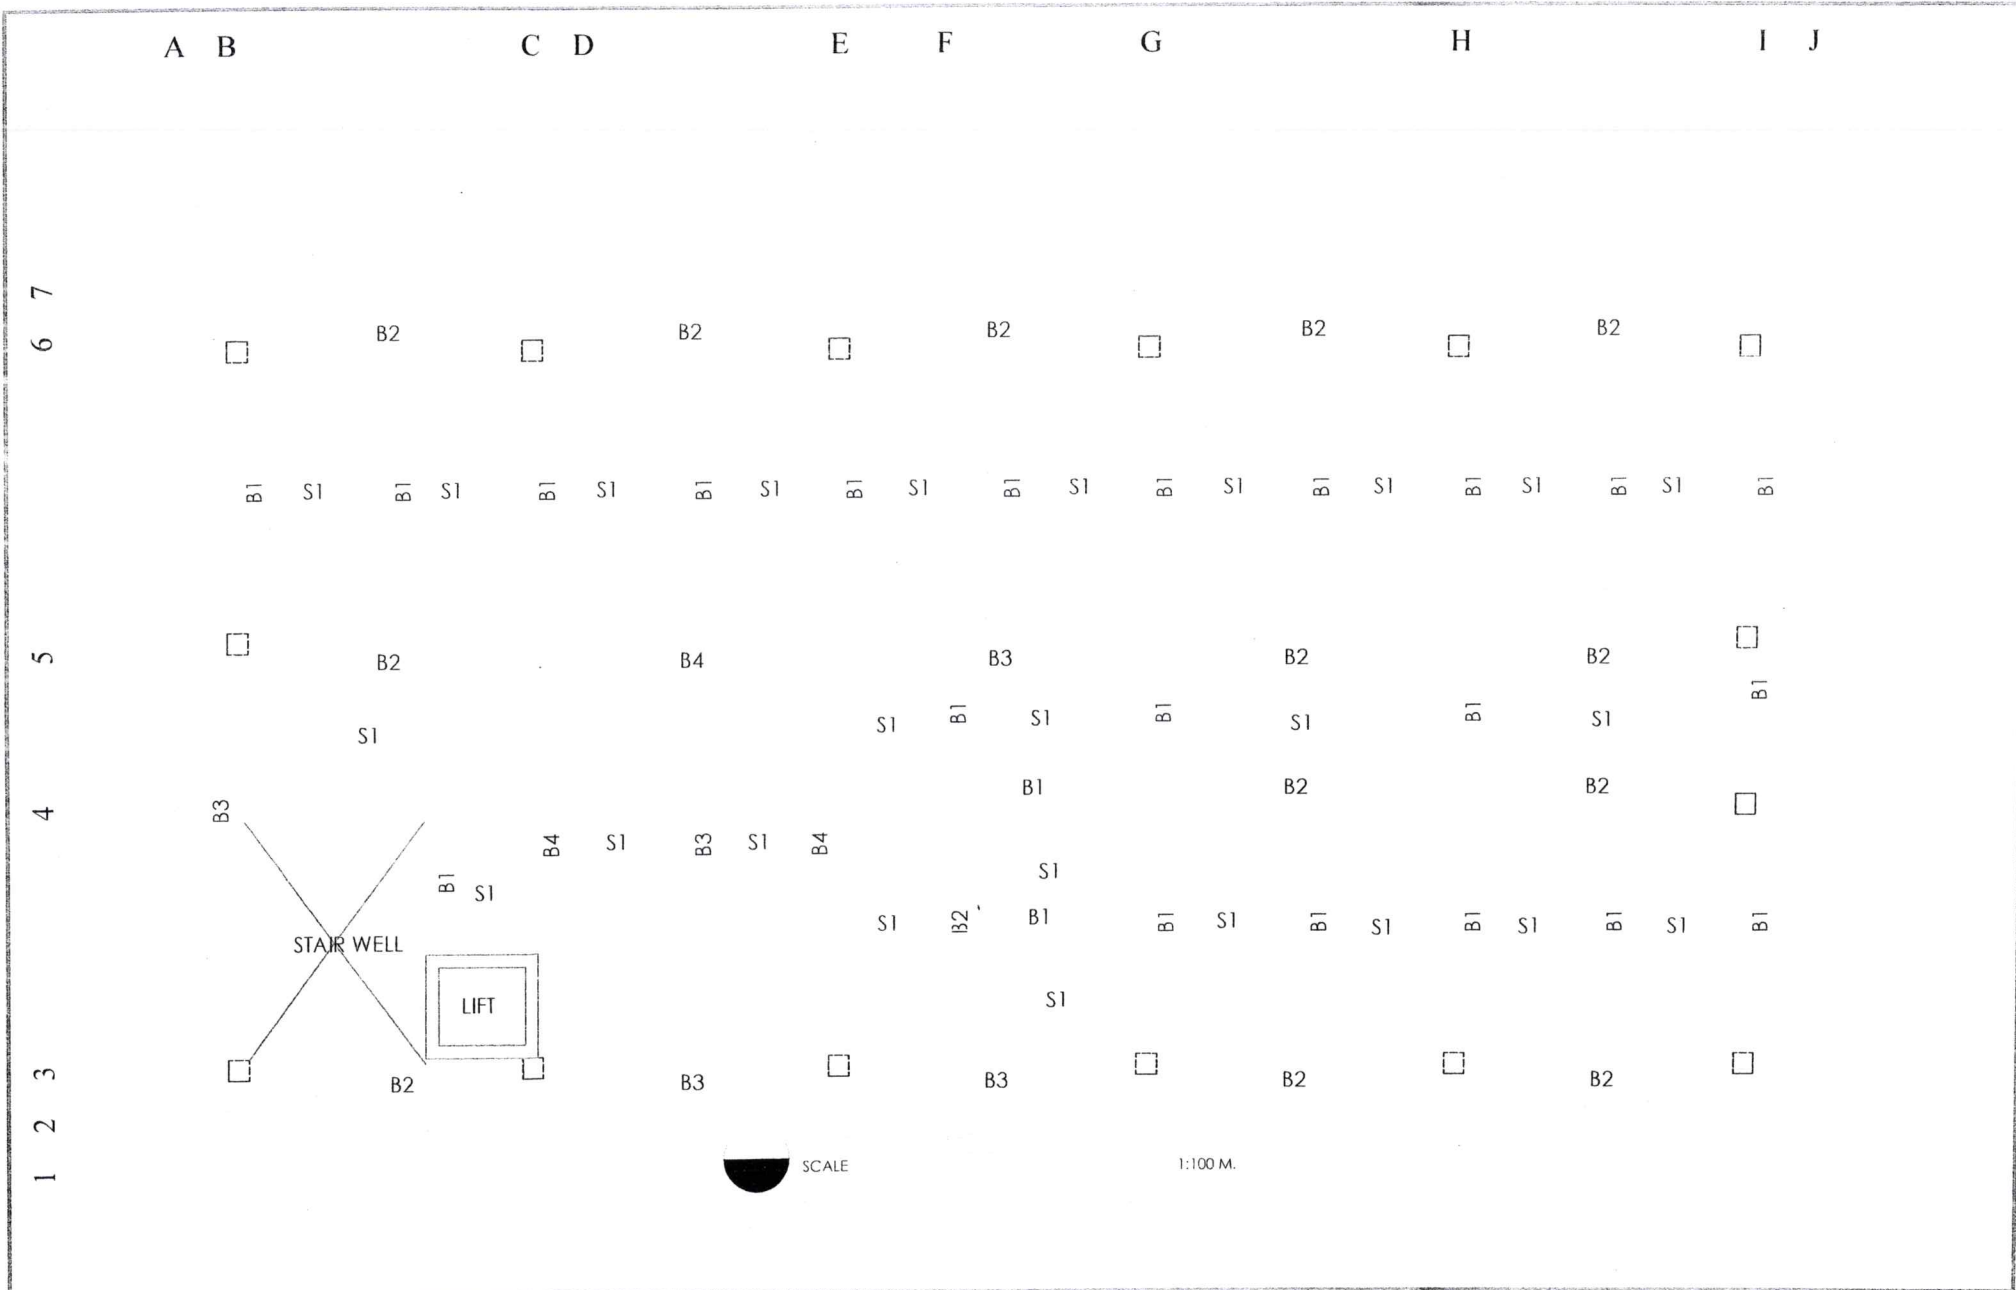 A B C D E F G H I J
7
B2 B2 B2 B2 B2
6
B1 S1 B1 S1 B1 S1 B1 S1 B1 S1 B1 S1 B1 S1 B1 S1 B1 S1 B1 S1 B1
5 B2 B4 B3 B2 B2
B1
S1 B1 S1 B1 S1 B1 S1
S1
B1 B2 B2
4 B3
B4 S1 B3 S1 B4
S1
B1 S1
S1 B2 B1 B1 S1 B1 S1 B1 S1 B1 S1 B1
STAIR WELL
LIFT S1
3 B2 B3 B3 B2 B2
2
1 SCALE 1:100 M.